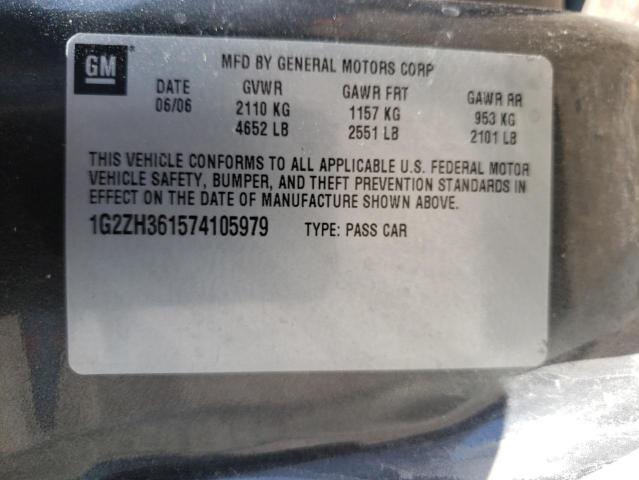 GM
MFD BY GENERAL MOTORS CORP
DATE GVWR GAWR FRT GAWR RR
06/06 2110 KG 1157 KG 953 KG
4652 LB 2551 LB 2101 LB
THIS VEHICLE CONFORMS TO ALL APPLICABLE U.S. FEDERAL MOTOR
VEHICLE SAFETY, BUMPER, AND THEFT PREVENTION STANDARDS IN
EFFECT ON THE DATE OF MANUFACTURE SHOWN ABOVE.
1G2ZH361574105979 TYPE: PASS CAR